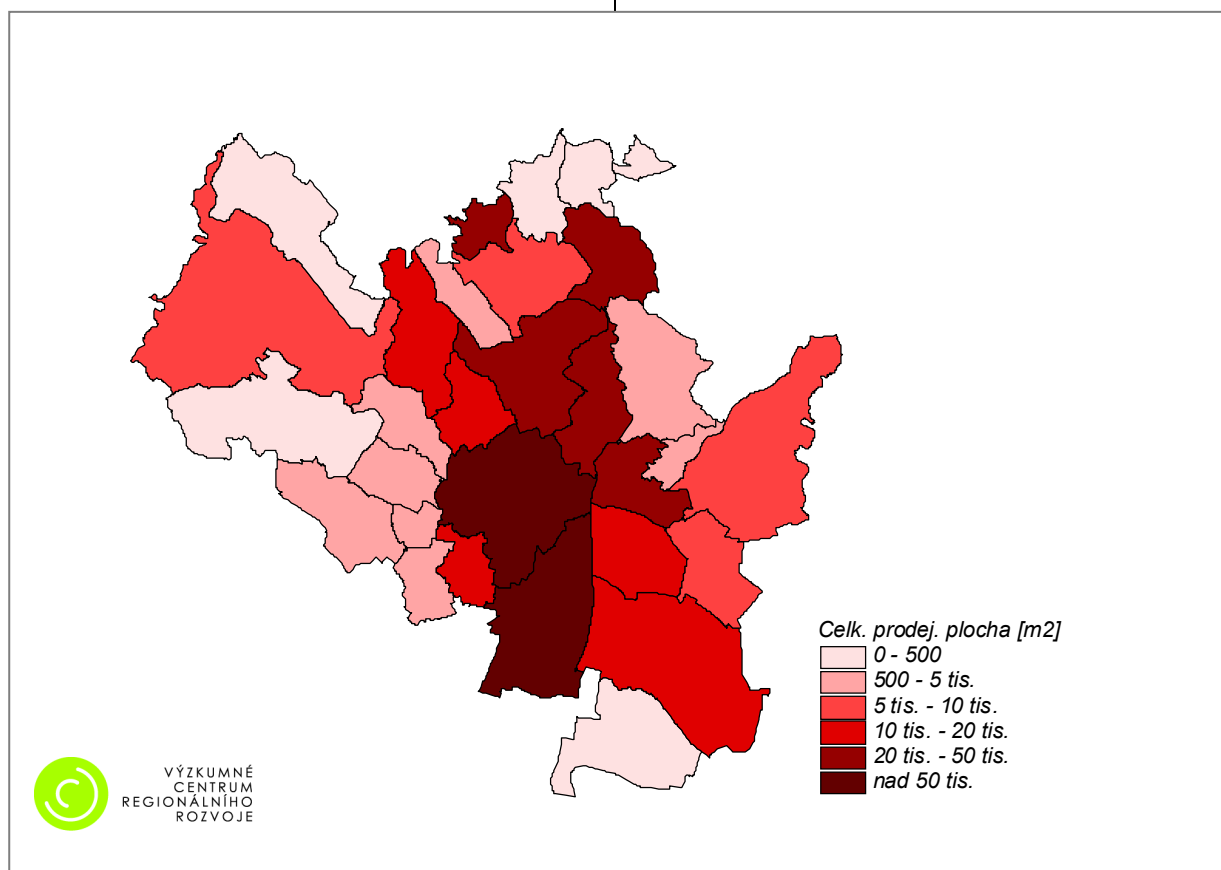 Celk. prodej. plocha [m2]
0 - 500
500 - 5 tis.
5 tis. - 10 tis.
10 tis. - 20 tis.
20 tis. - 50 tis.
nad 50 tis.
VÝZKUMNÉ
CENTRUM
REGIONÁLNÍHO
ROZVOJE